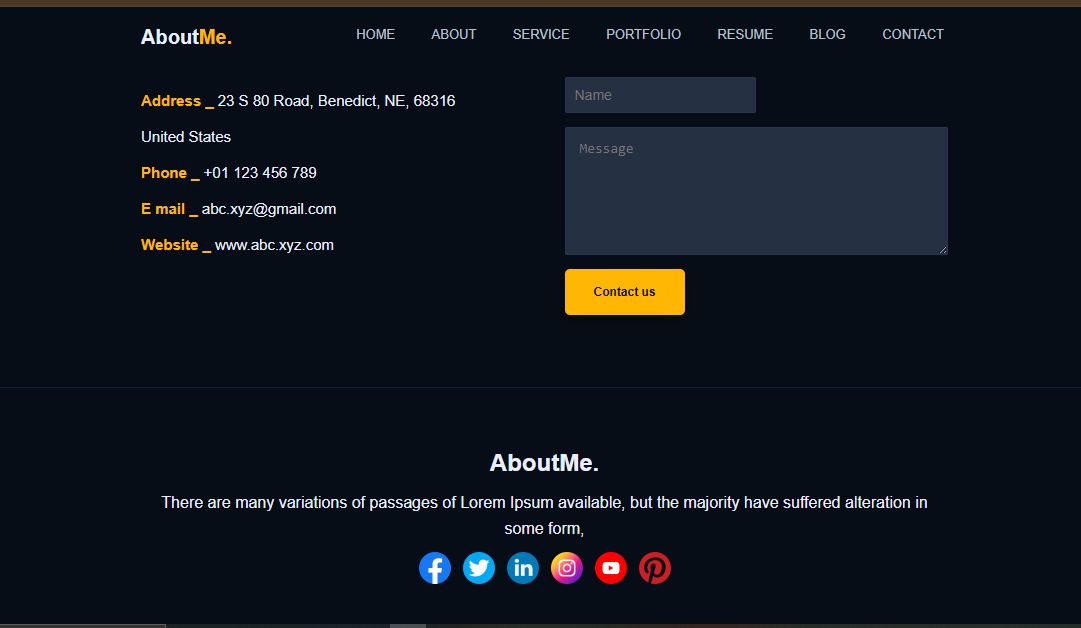 AboutMe.
HOME ABOUT SERVICE PORTFOLIO RESUME BLOG CONTACT
Address _ 23 S 80 Road, Benedict, NE, 68316
United States
Phone _ +01 123 456 789
E mail _ abc.xyz@gmail.com
Website _ www.abc.xyz.com
Name
Message
Contact us
AboutMe.
There are many variations of passages of Lorem Ipsum available, but the majority have suffered alteration in
some form,